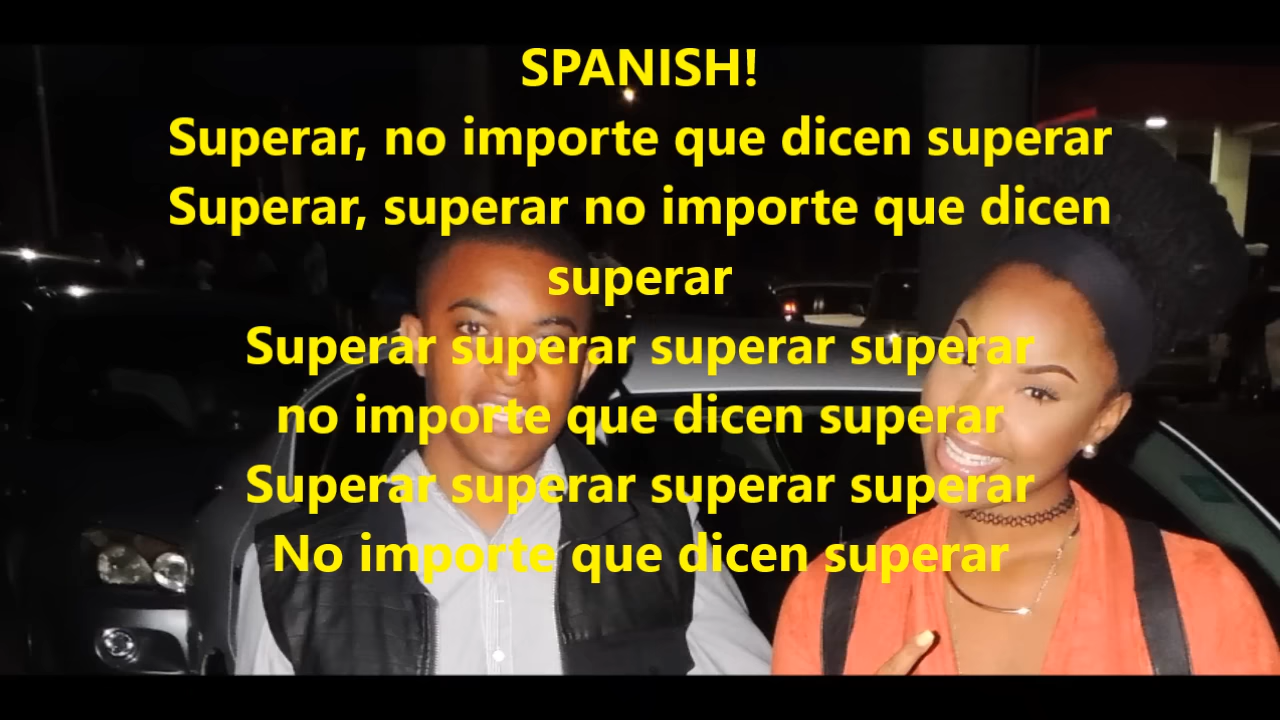 SPANISH!
Superar, no importe que dicen superar
Superar, superar no importe que dicen
superar
Superar superar superar superar
no importe que dicen superar
Superar superar superar superar
No importe que dicen superar